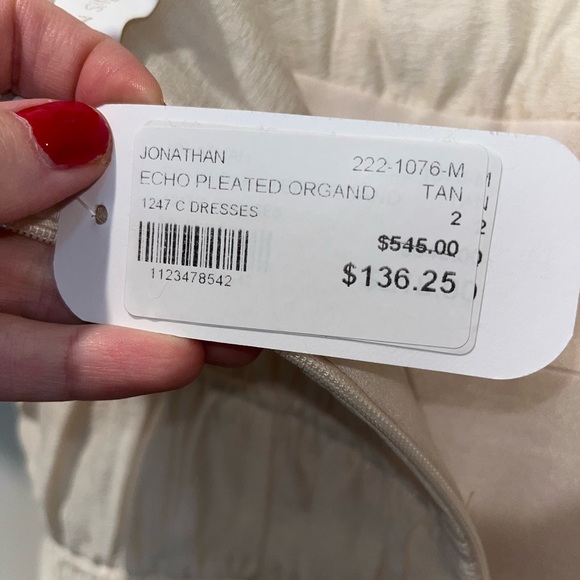 JONATHAN 222-1076-M
ECHO PLEATED ORGAND TAN
1247 C DRESSES 2
$545.00
$136.25
1123478542